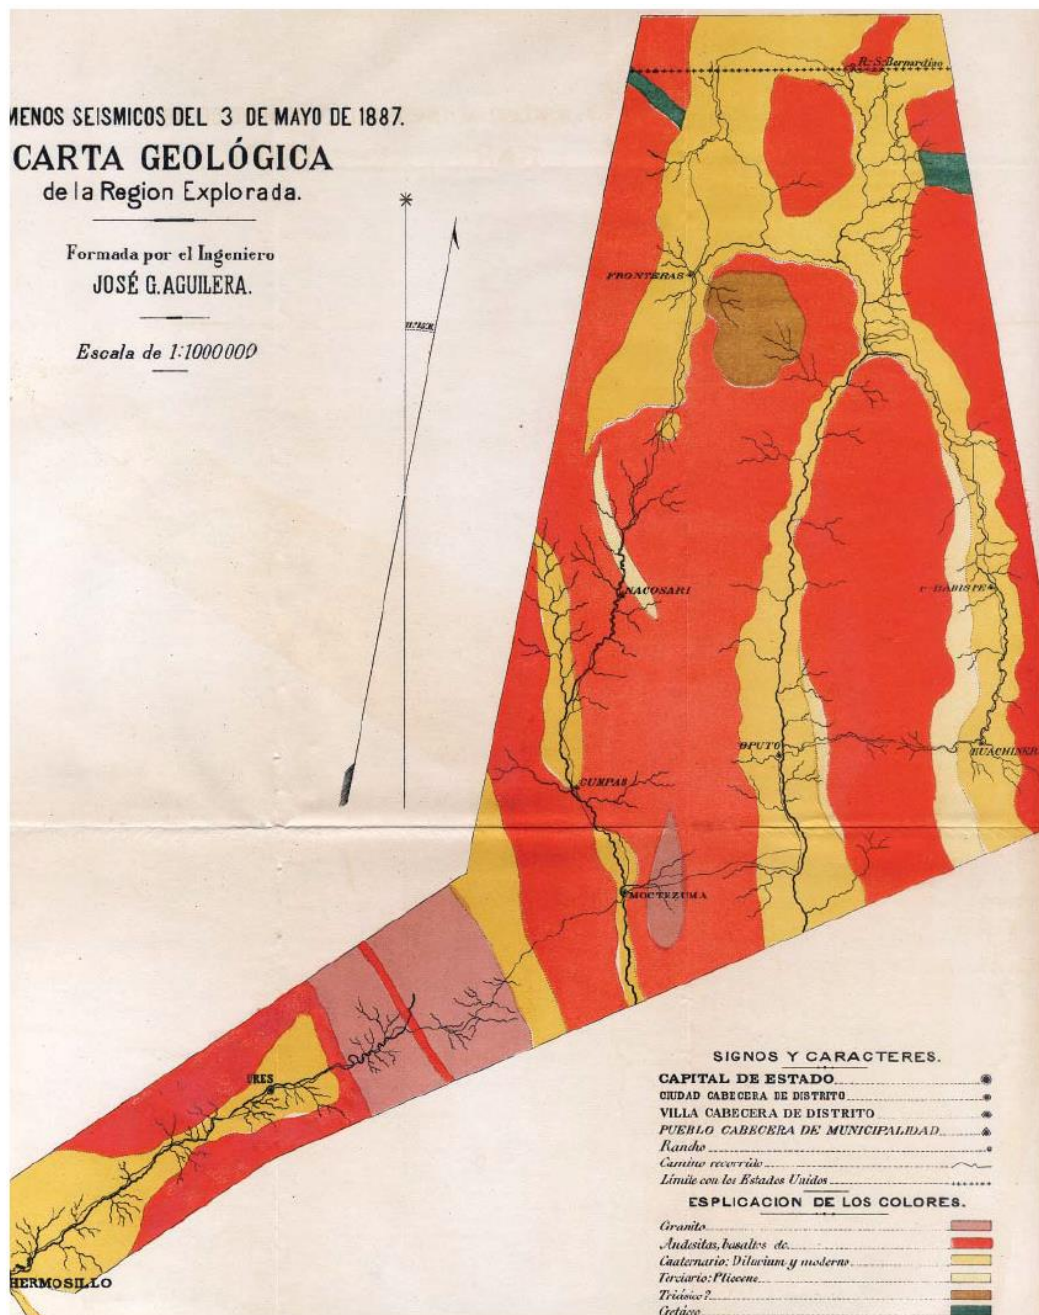 MENOS SEISMICOS DEL 3 DE MAYO DE 1887.
CARTA GEOLÓGICA
de la Region Explorada.
Formada por el Ingeniero
JOSÉ G. AGUILERA.
Escala de 1:1000000
R. S. Bernardino
FRONTERAS
NACOSARI
OPUTO
CUMPAS
MOCTEZUMA
URES
HERMOSILLO
SIGNOS Y CARACTERES.
CAPITAL DE ESTADO
CIUDAD CABECERA DE DISTRITO
VILLA CABECERA DE DISTRITO
PUEBLO CABECERA DE MUNICIPALIDAD
Rancho
Camino recorrido
Límite con los Estados Unidos
ESPLICACION DE LOS COLORES.
Granito
Andesitas, basaltos etc.
Cuaternario: Diluvium y moderno
Terciario: Plioceno
Triásico?
Cretáceo